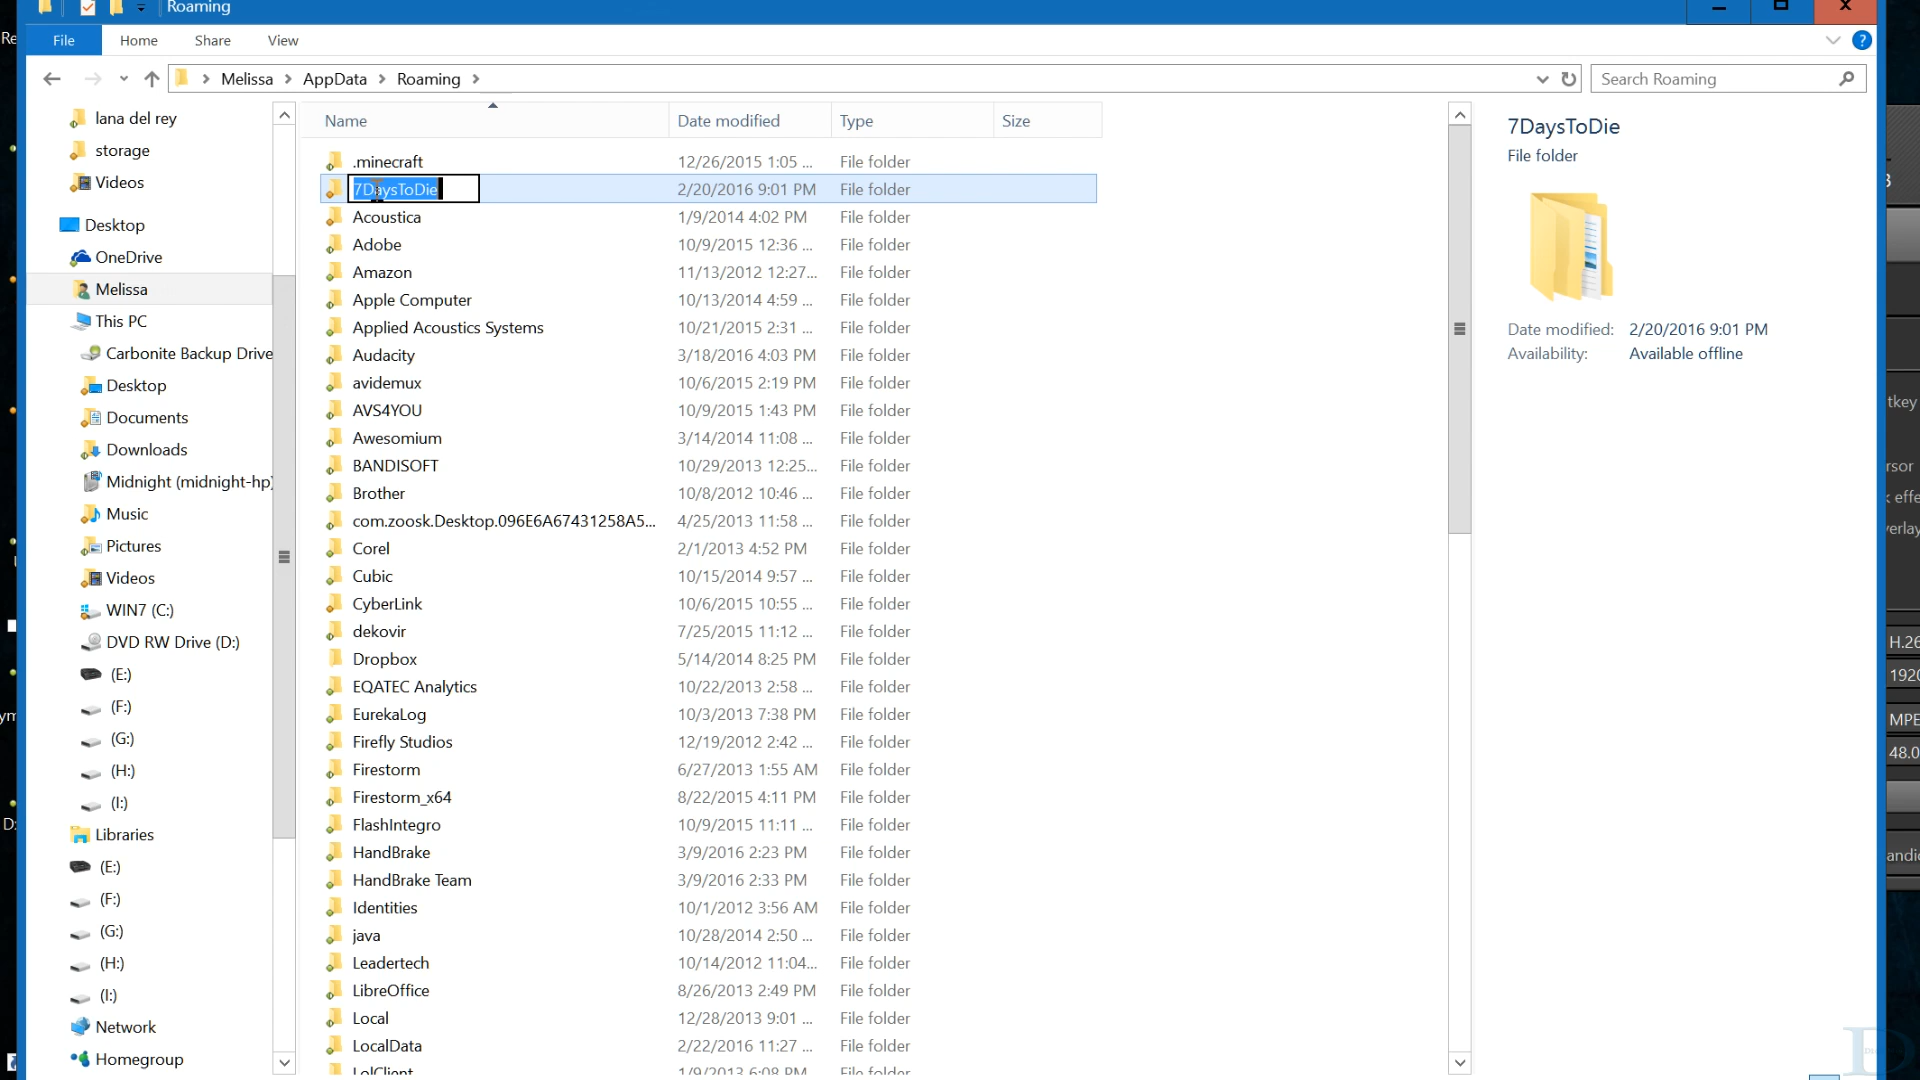 Roaming
File Home Share View
Melissa AppData Roaming
Search Roaming
lana del rey
storage
Videos
Desktop
OneDrive
Melissa
This PC
Carbonite Backup Drive
Desktop
Documents
Downloads
Midnight (midnight-hp)
Music
Pictures
Videos
WIN7 (C:)
DVD RW Drive (D:)
(E:)
(F:)
(G:)
(H:)
(I:)
Libraries
(E:)
(F:)
(G:)
(H:)
(I:)
Network
Homegroup
Name Date modified Type Size
.minecraft 12/26/2015 1:05 ... File folder
7DaysToDie 2/20/2016 9:01 PM File folder
Acoustica 1/9/2014 4:02 PM File folder
Adobe 10/9/2015 12:36 ... File folder
Amazon 11/13/2012 12:27... File folder
Apple Computer 10/13/2014 4:59 ... File folder
Applied Acoustics Systems 10/21/2015 2:31 ... File folder
Audacity 3/18/2016 4:03 PM File folder
avidemux 10/6/2015 2:19 PM File folder
AVS4YOU 10/9/2015 1:43 PM File folder
Awesomium 3/14/2014 11:08 ... File folder
BANDISOFT 10/29/2013 12:25... File folder
Brother 10/8/2012 10:46 ... File folder
com.zoosk.Desktop.096E6A67431258A5... 4/25/2013 11:58 ... File folder
Corel 2/1/2013 4:52 PM File folder
Cubic 10/15/2014 9:57 ... File folder
CyberLink 10/6/2015 10:55 ... File folder
dekovir 7/25/2015 11:12 ... File folder
Dropbox 5/14/2014 8:25 PM File folder
EQATEC Analytics 10/22/2013 2:58 ... File folder
EurekaLog 10/3/2013 7:38 PM File folder
Firefly Studios 12/19/2012 2:42 ... File folder
Firestorm 6/27/2013 1:55 AM File folder
Firestorm_x64 8/22/2015 4:11 PM File folder
FlashIntegro 10/9/2015 11:11 ... File folder
HandBrake 3/9/2016 2:23 PM File folder
HandBrake Team 3/9/2016 2:33 PM File folder
Identities 10/1/2012 3:56 AM File folder
java 10/28/2014 2:50 ... File folder
Leadertech 10/14/2012 11:04... File folder
LibreOffice 8/26/2013 2:49 PM File folder
Local 12/28/2013 9:01 ... File folder
LocalData 2/22/2016 11:27 ... File folder
LolClient 1/9/2013 6:08 PM File folder
7DaysToDie
File folder
Date modified: 2/20/2016 9:01 PM
Availability: Available offline
tkey
rsor
k effe
verlay
H.26
1920
MPE
48.0
andic